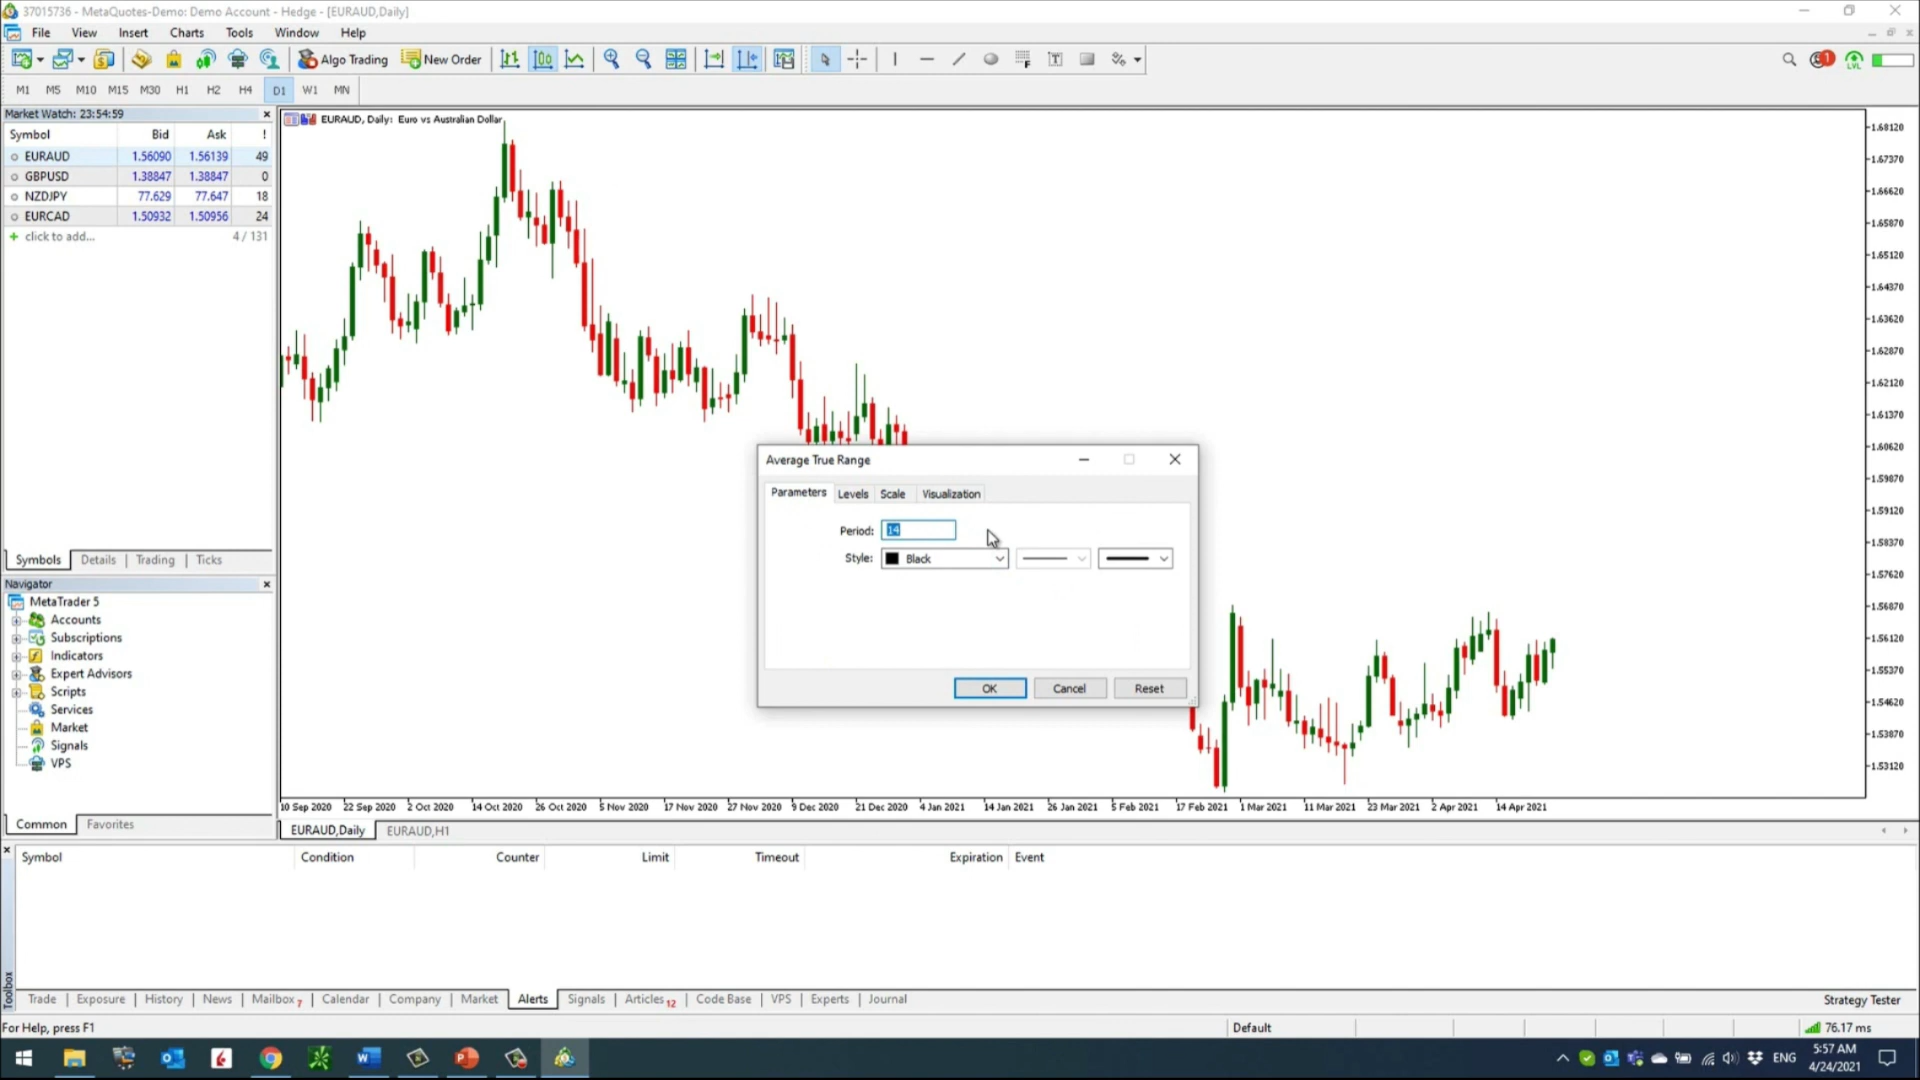 37015736 - MetaQuotes-Demo: Demo Account - Hedge - [EURAUD,Daily]
File View Insert Charts Tools Window Help
Algo Trading New Order
1
LVL
M1 M5 M10 M15 M30 H1 H2 H4 D1 W1 MN
Market Watch: 23:54:59
Symbol Bid Ask !
EURAUD 1.56090 1.56139 49
GBPUSD 1.38847 1.38847 0
NZDJPY 77.629 77.647 18
EURCAD 1.50932 1.50956 24
+ click to add... 4 / 131
Symbols Details Trading Ticks
Navigator
MetaTrader 5
Accounts
Subscriptions
Indicators
Expert Advisors
Scripts
Services
Market
Signals
VPS
Common Favorites
EURAUD, Daily: Euro vs Australian Dollar
1.68120
1.67370
1.66620
1.65870
1.65120
1.64370
1.63620
1.62870
1.62120
1.61370
1.60620
1.59870
1.59120
1.58370
1.57620
1.56870
1.56120
1.55370
1.54620
1.53870
1.53120
Average True Range
Parameters Levels Scale Visualization
Period: 14
Style: Black
OK Cancel Reset
10 Sep 2020 22 Sep 2020 2 Oct 2020 14 Oct 2020 26 Oct 2020 5 Nov 2020 17 Nov 2020 27 Nov 2020 9 Dec 2020 21 Dec 2020 4 Jan 2021 14 Jan 2021 26 Jan 2021 5 Feb 2021 17 Feb 2021 1 Mar 2021 11 Mar 2021 23 Mar 2021 2 Apr 2021 14 Apr 2021
EURAUD,Daily EURAUD,H1
Symbol Condition Counter Limit Timeout Expiration Event
Toolbox
Trade Exposure History News Mailbox 7 Calendar Company Market Alerts Signals Articles 12 Code Base VPS Experts Journal Strategy Tester
For Help, press F1 Default 76.17 ms
ENG 5:57 AM
4/24/2021